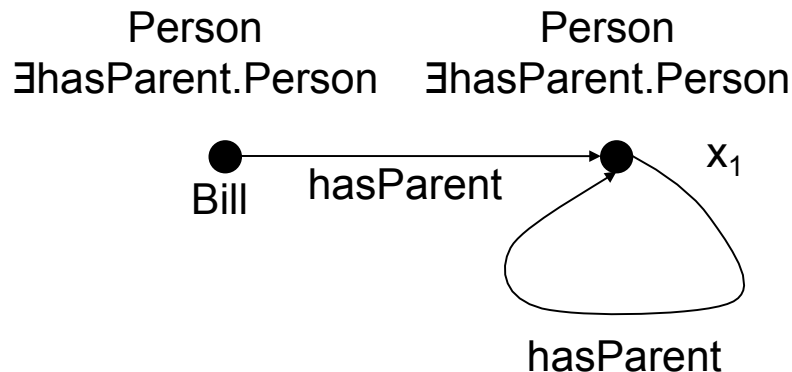 Person
∃hasParent.Person
Person
∃hasParent.Person
Bill
hasParent
x₁
hasParent